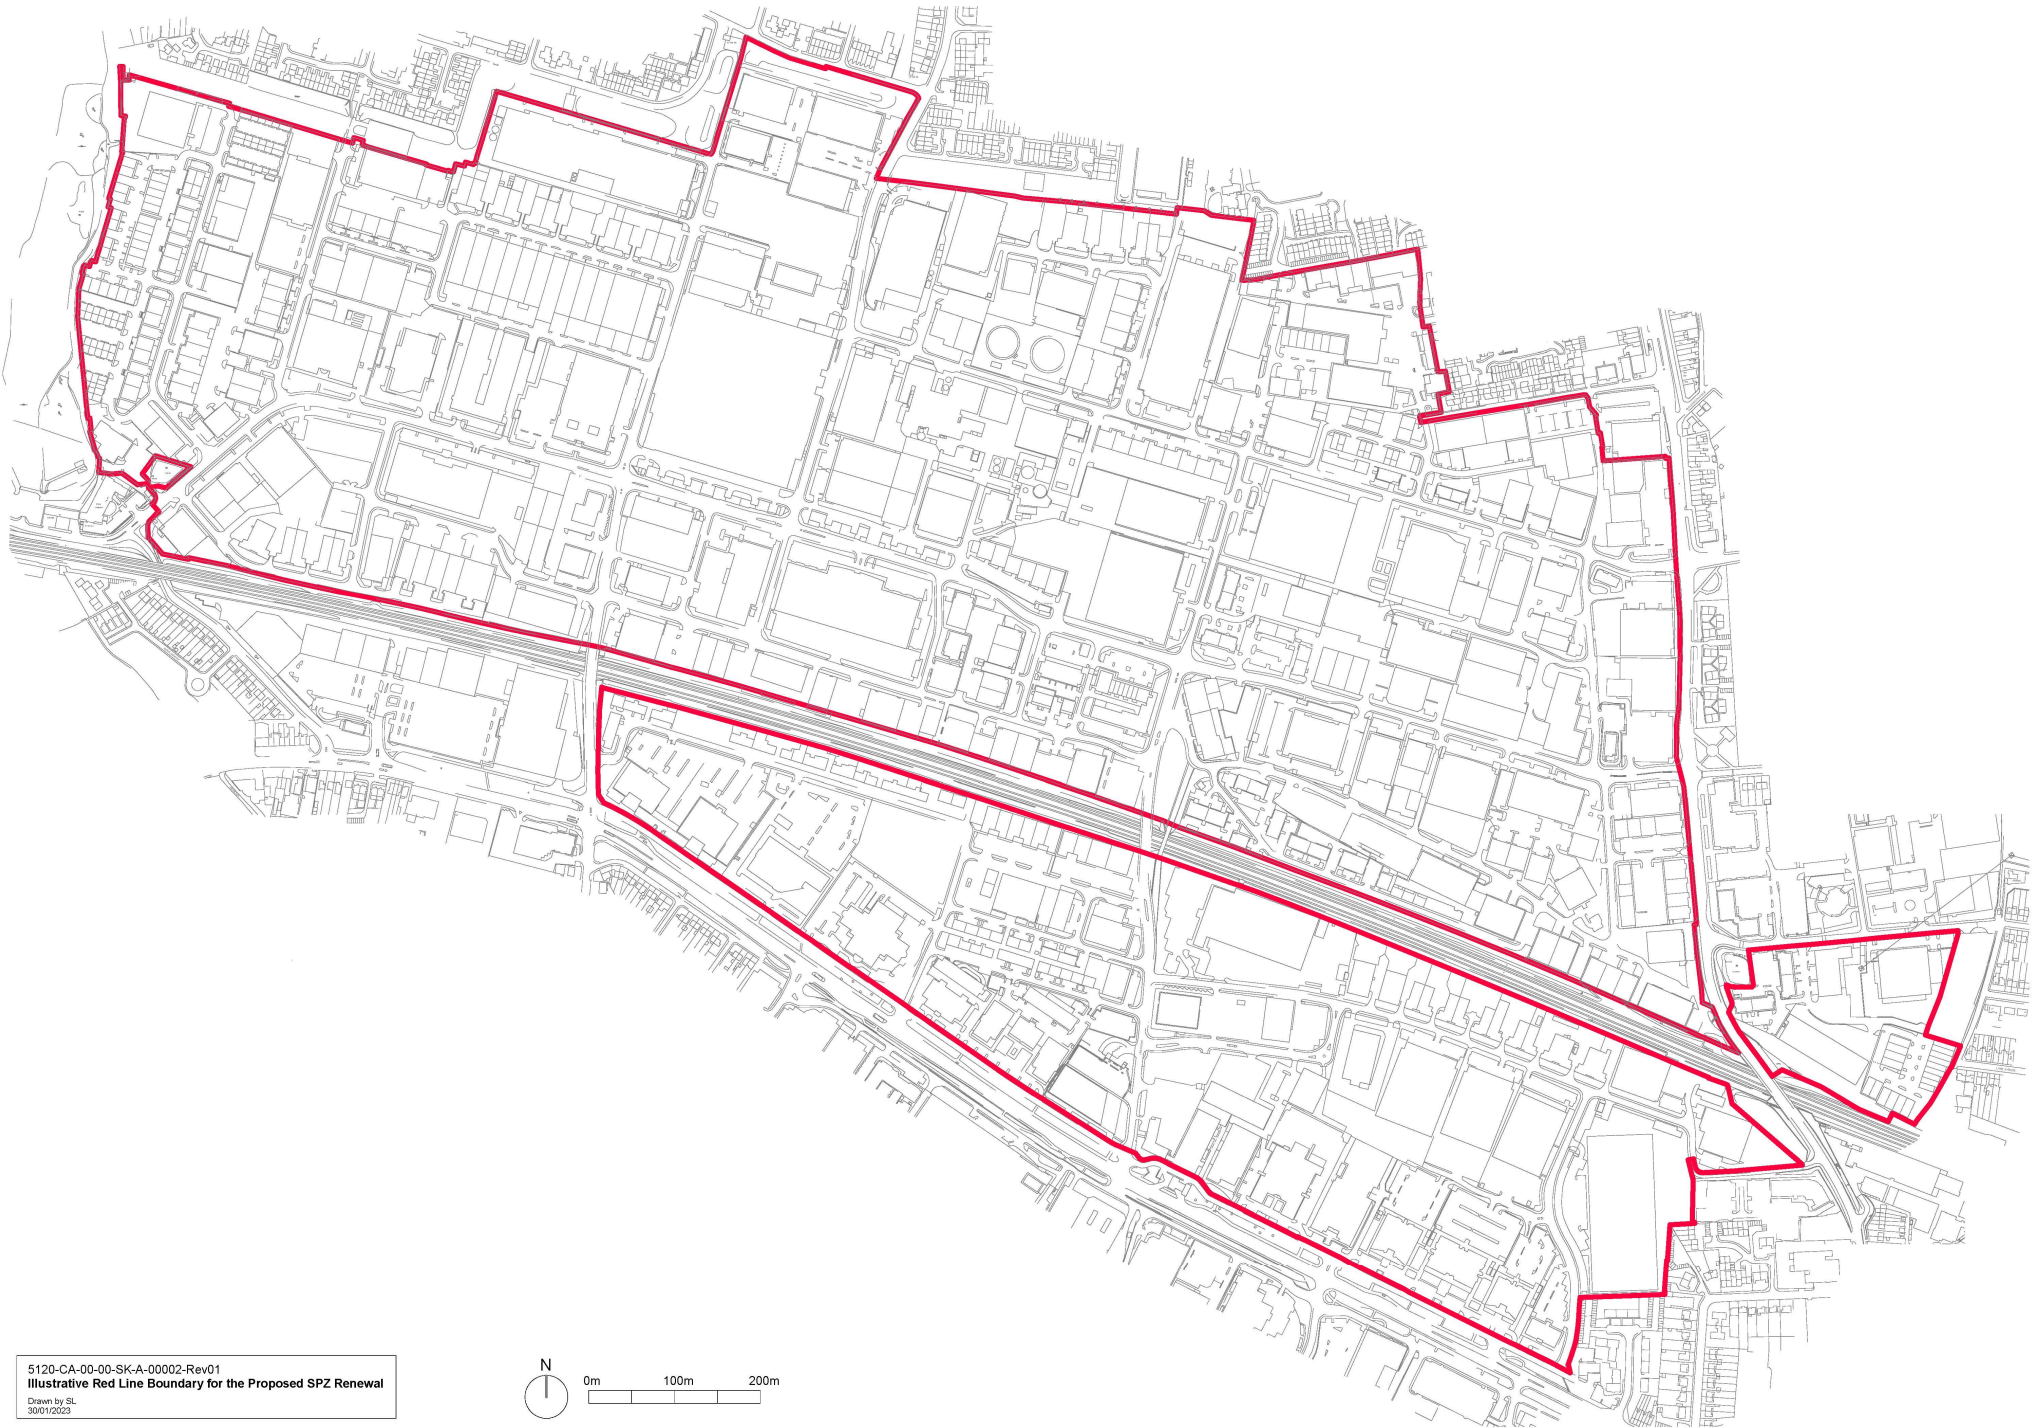 5120-CA-00-00-SK-A-00002-Rev01
Illustrative Red Line Boundary for the Proposed SPZ Renewal
Drawn by SL
30/01/2023
N
0m 100m 200m